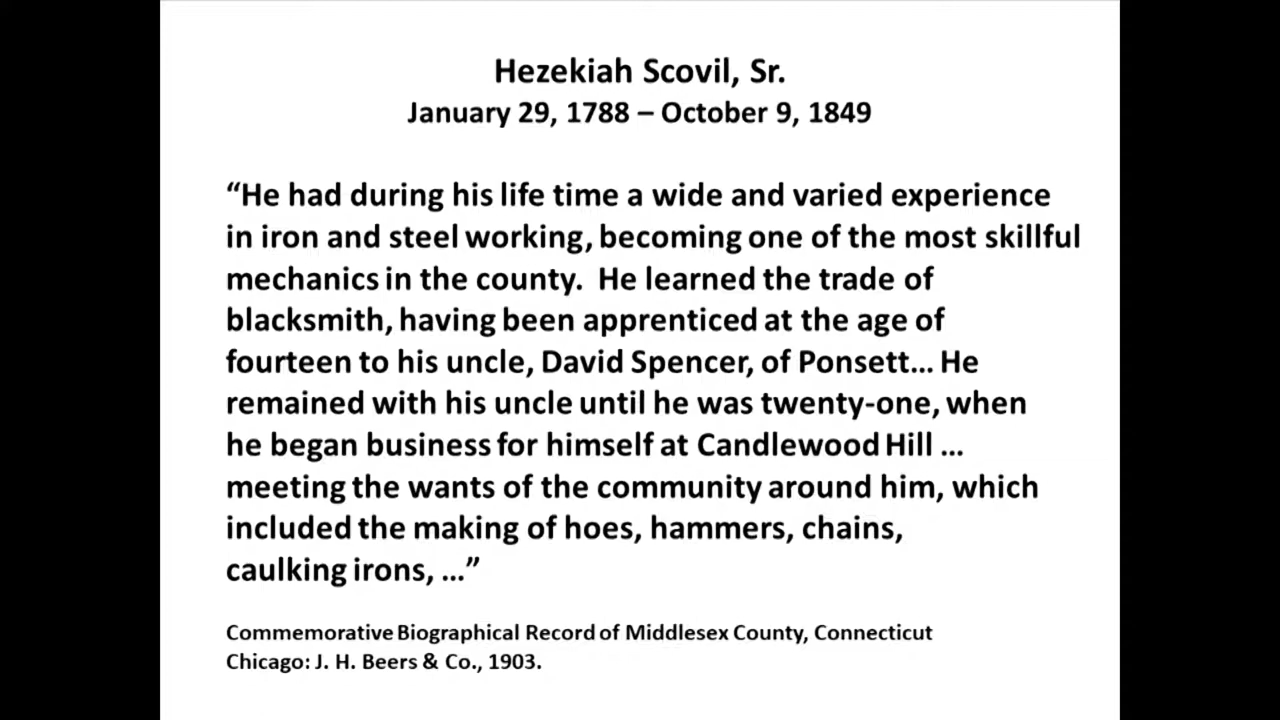 Hezekiah Scovil, Sr.
January 29, 1788 – October 9, 1849
“He had during his life time a wide and varied experience
in iron and steel working, becoming one of the most skillful
mechanics in the county.  He learned the trade of
blacksmith, having been apprenticed at the age of
fourteen to his uncle, David Spencer, of Ponsett... He
remained with his uncle until he was twenty-one, when
he began business for himself at Candlewood Hill ...
meeting the wants of the community around him, which
included the making of hoes, hammers, chains,
caulking irons, ...”
Commemorative Biographical Record of Middlesex County, Connecticut
Chicago: J. H. Beers & Co., 1903.